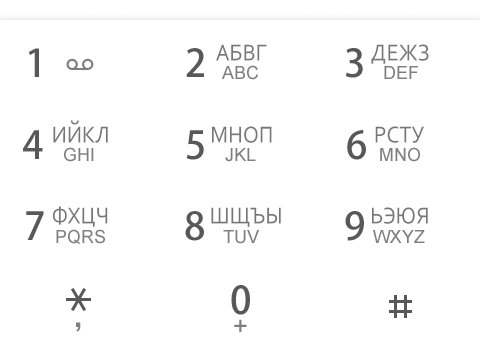 1
2 АБВГ
ABC
3 ДЕЖЗ
DEF
4 ИЙКЛ
GHI
5 МНОП
JKL
6 РСТУ
MNO
7 ФХЦЧ
PQRS
8 ШЩЪЫ
TUV
9 ЬЭЮЯ
WXYZ
*
,
0
+
#